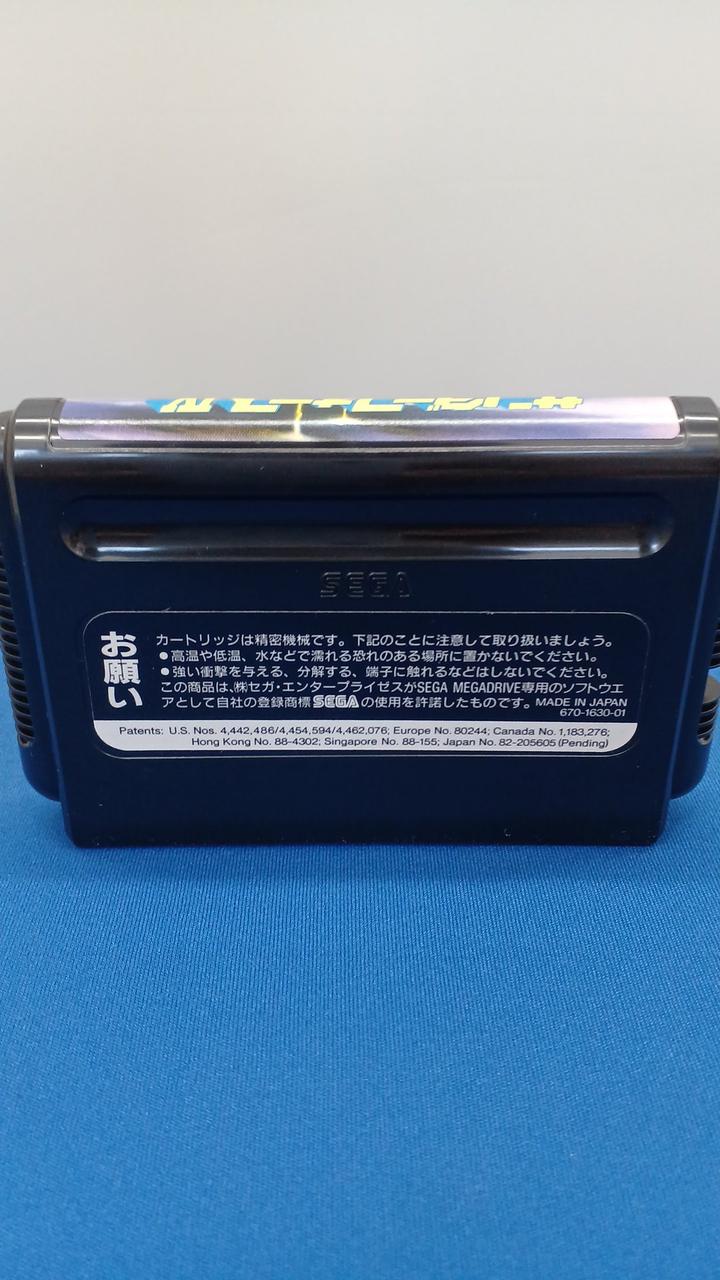 SEGA
お願い
カートリッジは精密機械です。下記のことに注意して取り扱いましょう。
●高温や低温、水などで濡れる恐れのある場所に置かないでください。
●強い衝撃を与える、分解する、端子に触れるなどはしないでください。
この商品は、㈱セガ・エンタープライゼスがSEGA MEGADRIVE専用のソフトウエ
アとして自社の登録商標SEGAの使用を許諾したものです。MADE IN JAPAN
670-1630-01
Patents: U.S. Nos. 4,442,486/4,454,594/4,462,076; Europe No. 80244; Canada No. 1,183,276;
Hong Kong No. 88-4302; Singapore No. 88-155; Japan No. 82-205605 (Pending)